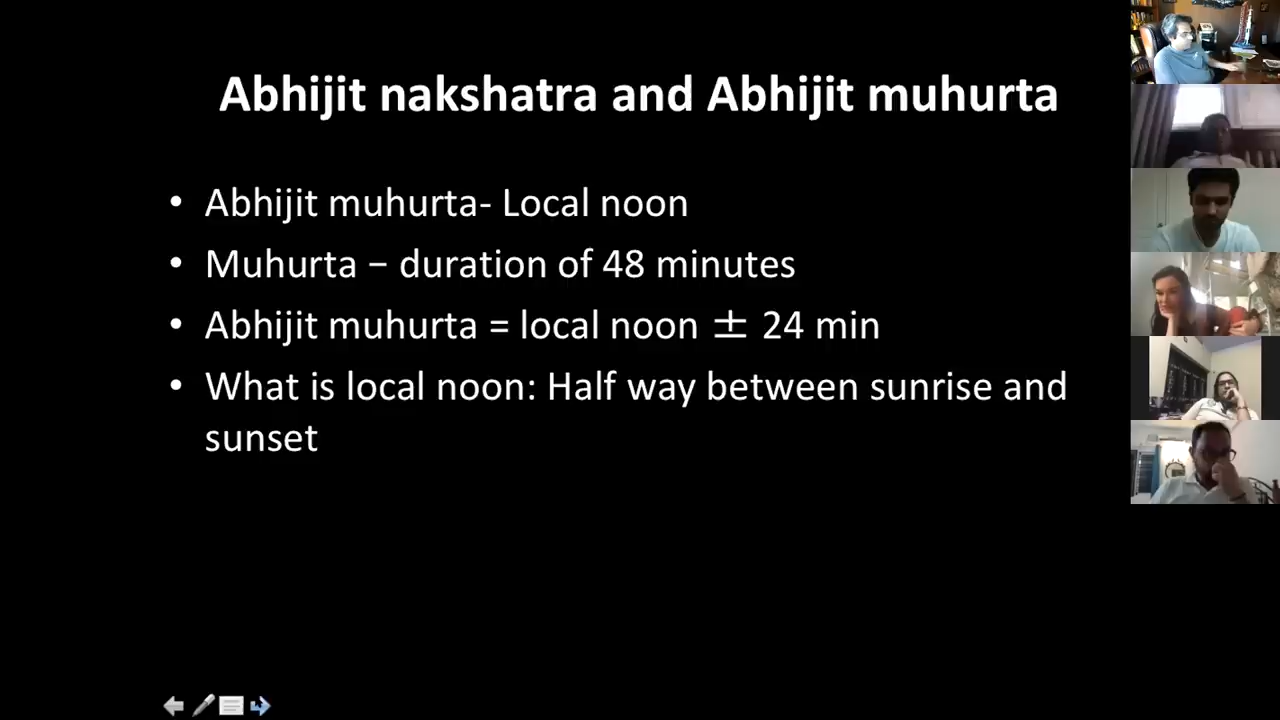 Abhijit nakshatra and Abhijit muhurta
• Abhijit muhurta- Local noon
• Muhurta – duration of 48 minutes
• Abhijit muhurta = local noon ± 24 min
• What is local noon: Half way between sunrise and
sunset